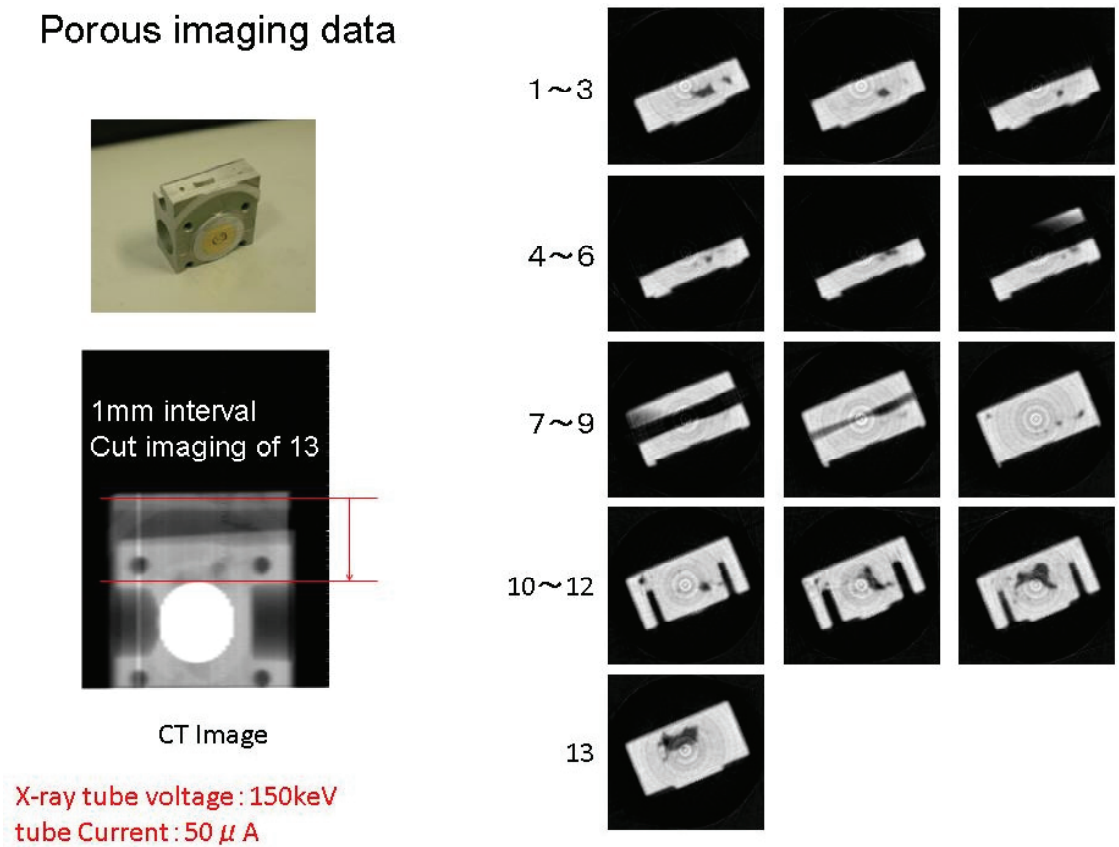 Porous imaging data
1～3
4～6
7～9
10～12
13
1mm interval
Cut imaging of 13
CT Image
X-ray tube voltage：150keV
tube Current：50 μ A